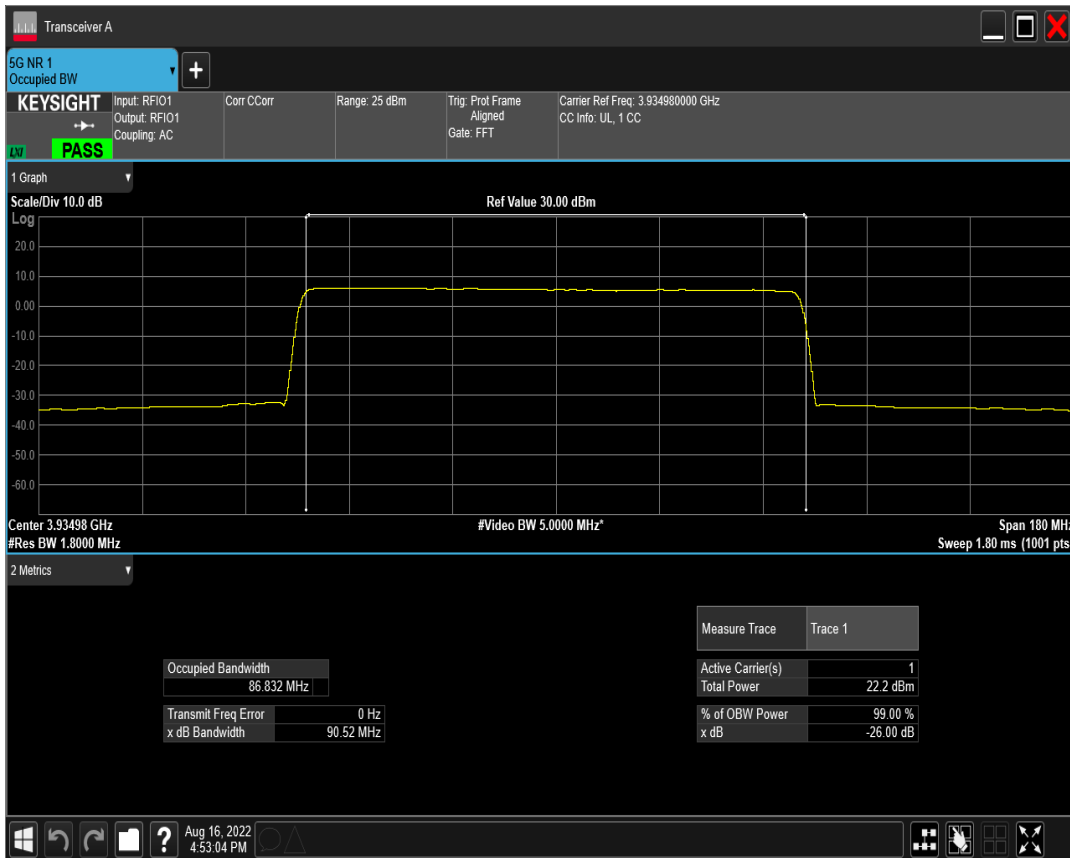 Transceiver A
5G NR 1
Occupied BW
+
KEYSIGHT
LXI
PASS
Input: RFIO1
Output: RFIO1
Coupling: AC
Corr CCorr
Range: 25 dBm
Trig: Prot Frame
Aligned
Gate: FFT
Carrier Ref Freq: 3.934980000 GHz
CC Info: UL, 1 CC
1 Graph
Scale/Div 10.0 dB
Ref Value 30.00 dBm
Log
20.0
10.0
0.00
-10.0
-20.0
-30.0
-40.0
-50.0
-60.0
Center 3.93498 GHz
#Video BW 5.0000 MHz*
Span 180 MHz
#Res BW 1.8000 MHz
Sweep 1.80 ms (1001 pts
2 Metrics
Measure Trace Trace 1
Occupied Bandwidth
86.832 MHz
Active Carrier(s) 1
Total Power 22.2 dBm
Transmit Freq Error 0 Hz
x dB Bandwidth 90.52 MHz
% of OBW Power 99.00 %
x dB -26.00 dB
?
Aug 16, 2022
4:53:04 PM